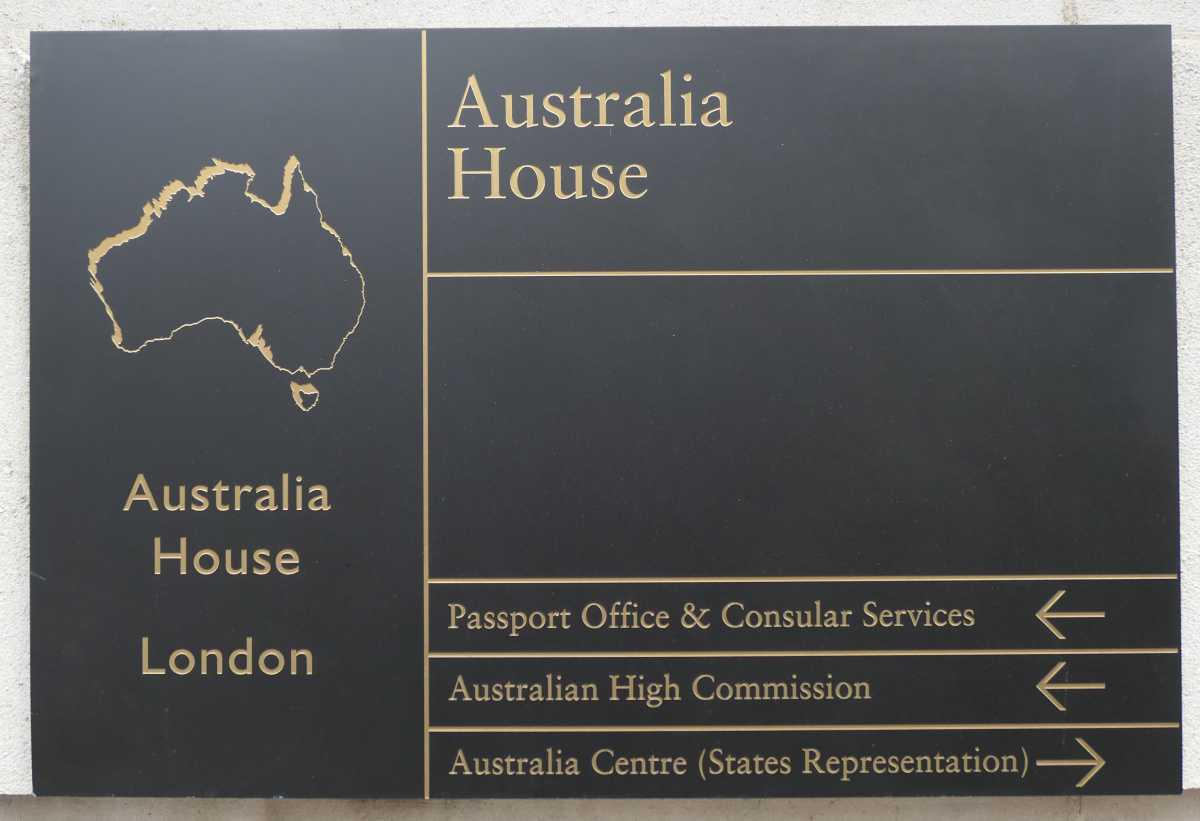 Australia
House
London
Australia
House
Passport Office & Consular Services ←
Australian High Commission ←
Australia Centre (States Representation) →